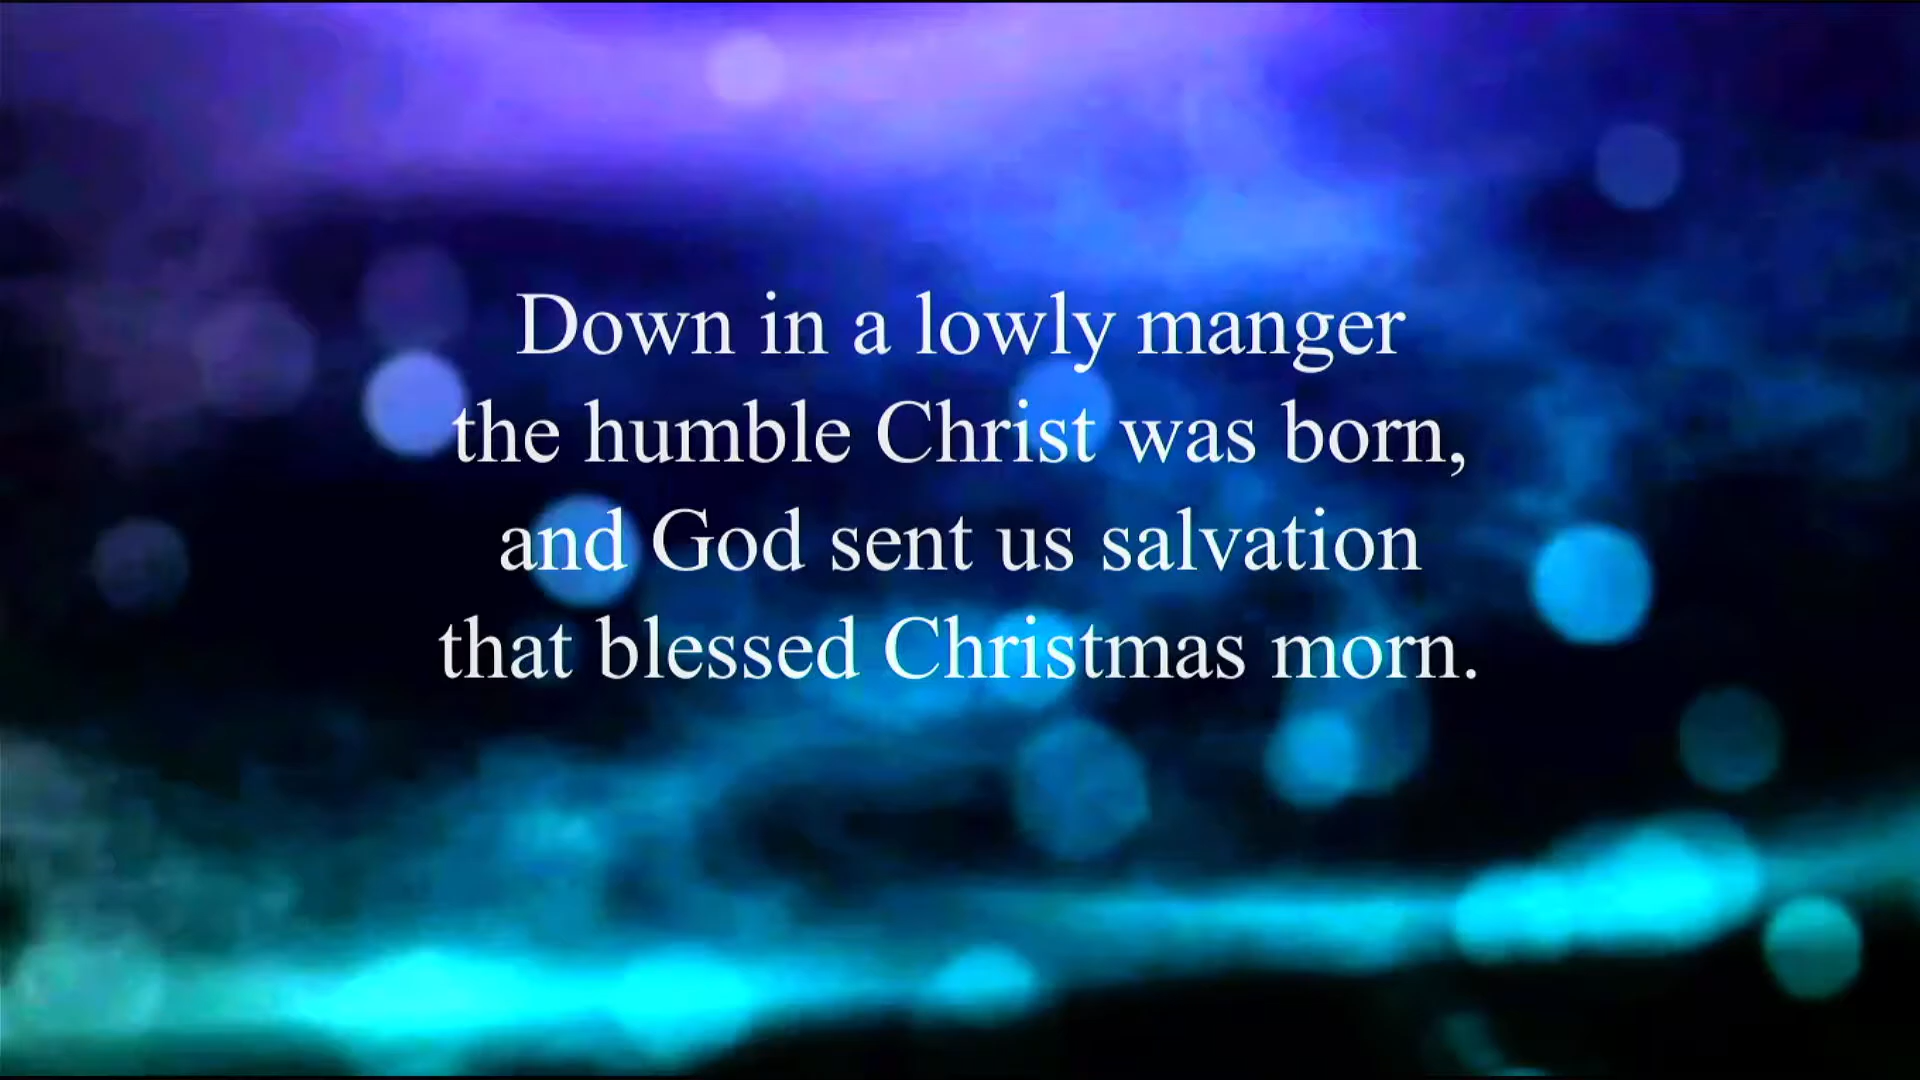 Down in a lowly manger
the humble Christ was born,
and God sent us salvation
that blessed Christmas morn.